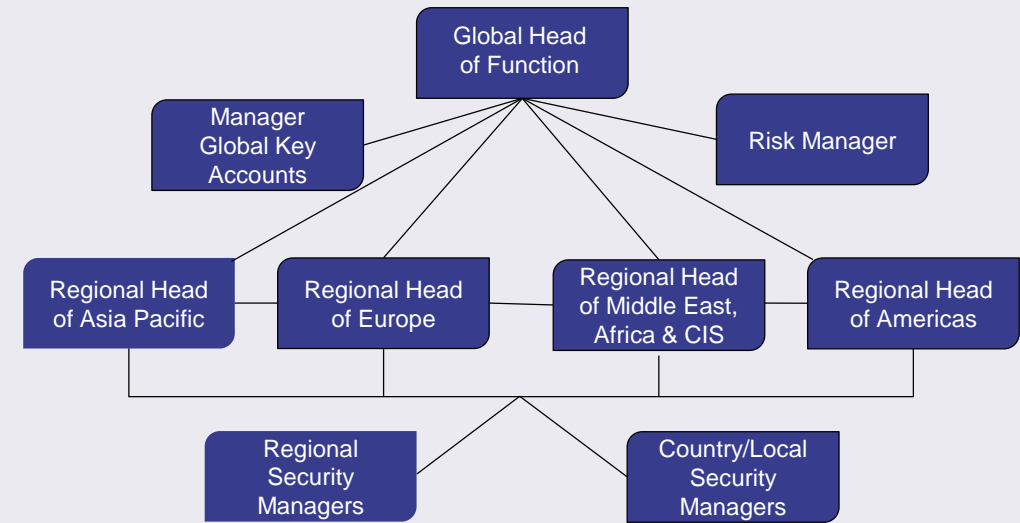 Global Head
of Function
Manager
Global Key
Accounts
Risk Manager
Regional Head
of Asia Pacific
Regional Head
of Europe
Regional Head
of Middle East,
Africa & CIS
Regional Head
of Americas
Regional
Security
Managers
Country/Local
Security
Managers